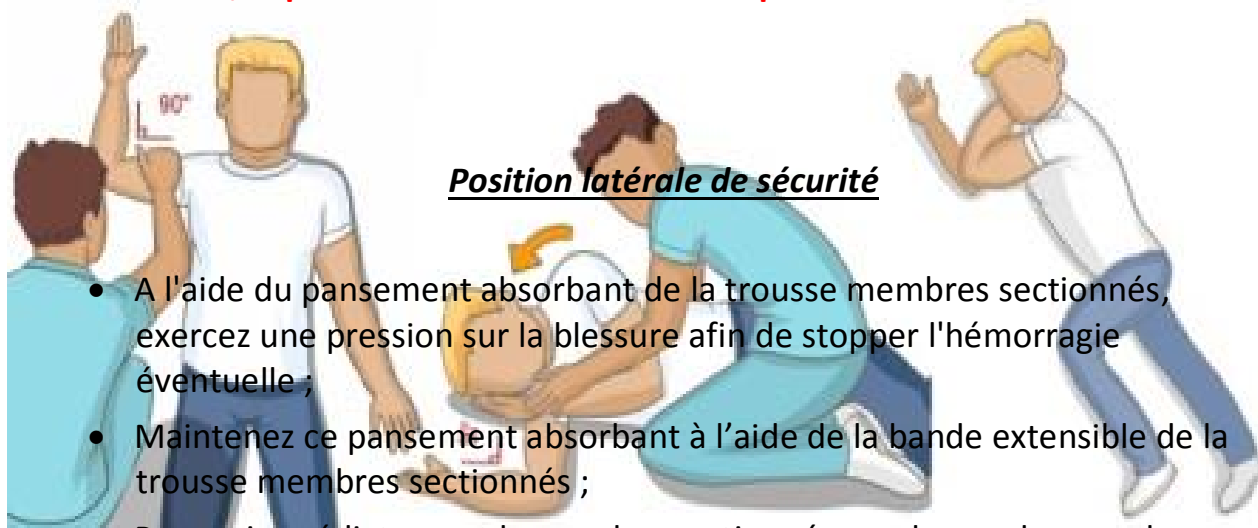 90°
Position latérale de sécurité
• A l'aide du pansement absorbant de la trousse membres sectionnés,
exercez une pression sur la blessure afin de stopper l'hémorragie
éventuelle ;
• Maintenez ce pansement absorbant à l’aide de la bande extensible de la
trousse membres sectionnés ;